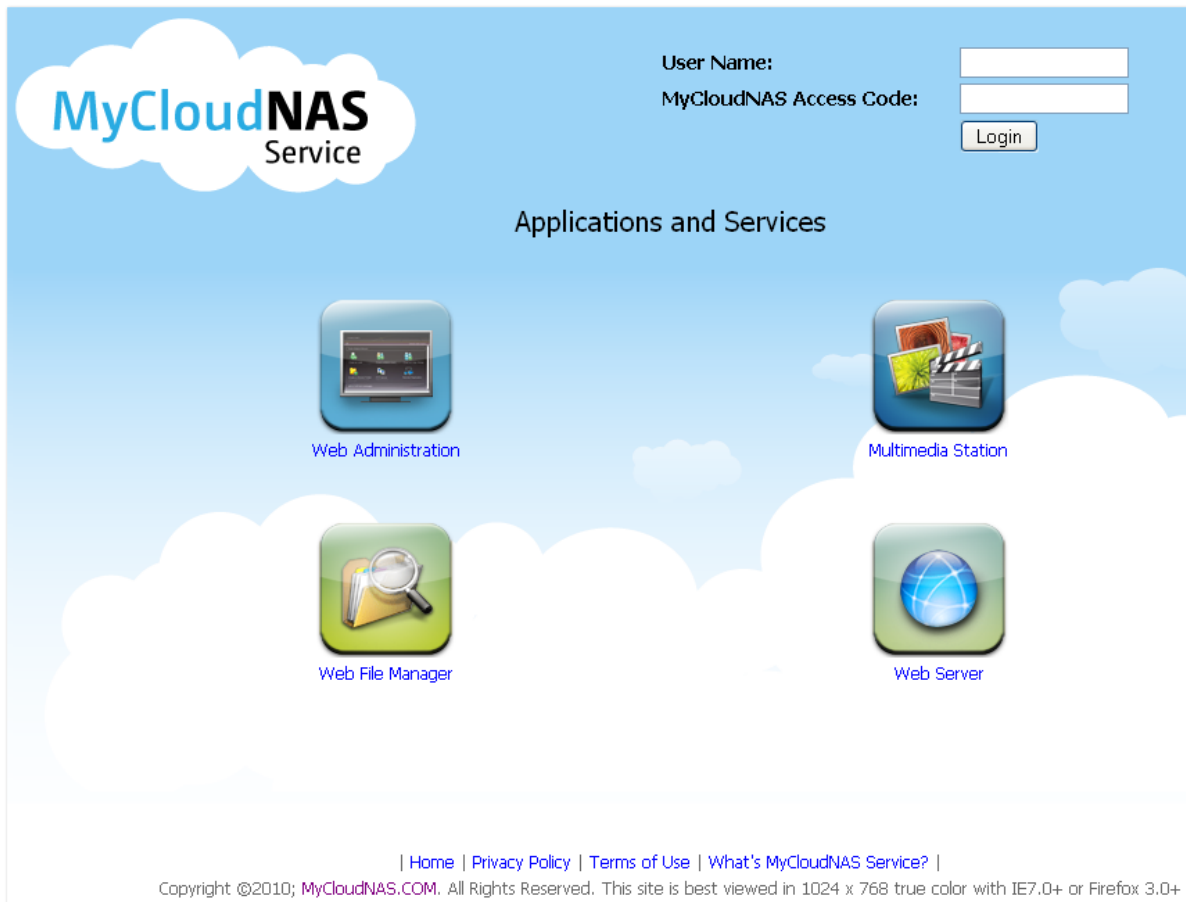 MyCloudNAS
Service
User Name:
MyCloudNAS Access Code:
Login
Applications and Services
Web Administration
Multimedia Station
Web File Manager
Web Server
| Home | Privacy Policy | Terms of Use | What's MyCloudNAS Service? |
Copyright ©2010; MyCloudNAS.COM. All Rights Reserved. This site is best viewed in 1024 x 768 true color with IE7.0+ or Firefox 3.0+